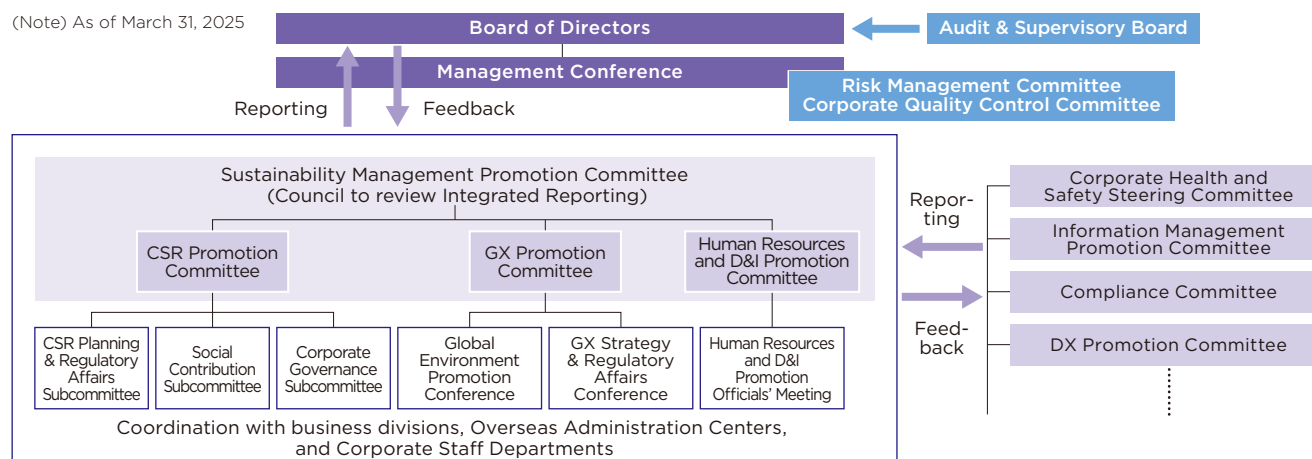 (Note) As of March 31, 2025
Board of Directors
Audit & Supervisory Board
Management Conference
Risk Management Committee
Corporate Quality Control Committee
Reporting
Feedback
Sustainability Management Promotion Committee
(Council to review Integrated Reporting)
CSR Promotion
Committee
GX Promotion
Committee
Human Resources
and D&I Promotion
Committee
CSR Planning
& Regulatory
Affairs
Subcommittee
Social
Contribution
Subcommittee
Corporate
Governance
Subcommittee
Global
Environment
Promotion
Conference
GX Strategy
& Regulatory
Affairs
Conference
Human Resources
and D&I
Promotion
Officials' Meeting
Coordination with business divisions, Overseas Administration Centers,
and Corporate Staff Departments
Repor-
ting
Feed-
back
Corporate Health and
Safety Steering Committee
Information Management
Promotion Committee
Compliance Committee
DX Promotion Committee